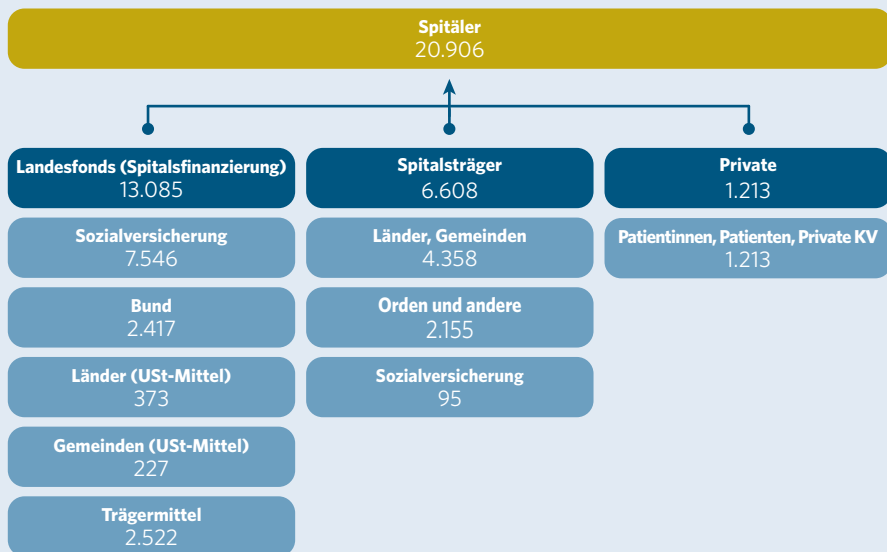 Spitäler
20.906
Landesfonds (Spitalsfinanzierung)
13.085
Sozialversicherung
7.546
Bund
2.417
Länder (USt-Mittel)
373
Gemeinden (USt-Mittel)
227
Trägermittel
2.522
Spitalsträger
6.608
Länder, Gemeinden
4.358
Orden und andere
2.155
Sozialversicherung
95
Private
1.213
Patientinnen, Patienten, Private KV
1.213